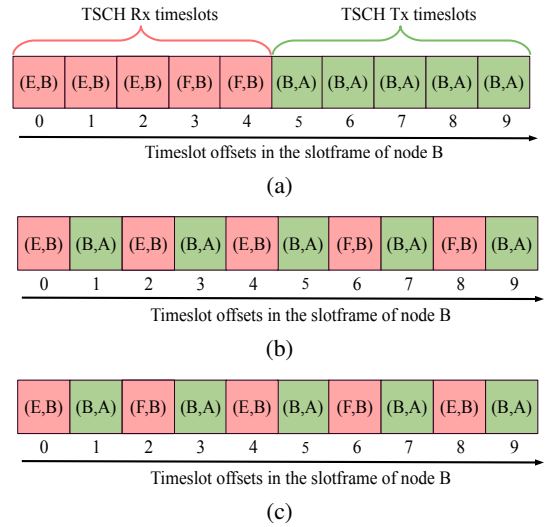 TSCH Rx timeslots TSCH Tx timeslots
(E,B) (E,B) (E,B) (F,B) (F,B) (B,A) (B,A) (B,A) (B,A) (B,A)
0 1 2 3 4 5 6 7 8 9
Timeslot offsets in the slotframe of node B
(a)
(E,B) (B,A) (E,B) (B,A) (E,B) (B,A) (F,B) (B,A) (F,B) (B,A)
0 1 2 3 4 5 6 7 8 9
Timeslot offsets in the slotframe of node B
(b)
(E,B) (B,A) (F,B) (B,A) (E,B) (B,A) (F,B) (B,A) (E,B) (B,A)
0 1 2 3 4 5 6 7 8 9
Timeslot offsets in the slotframe of node B
(c)